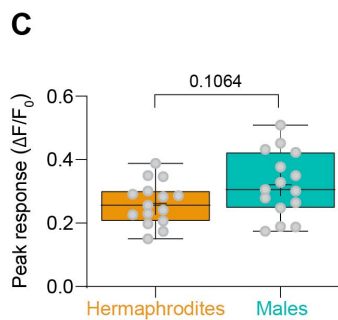 C
0.1064
Peak response (ΔF/F₀)
0.6
0.4
0.2
0.0
Hermaphrodites
Males